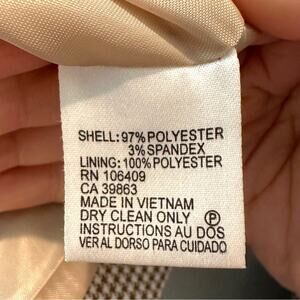 SHELL: 97% POLYESTER
3% SPANDEX
LINING: 100% POLYESTER
RN 106409
CA 39863
MADE IN VIETNAM
DRY CLEAN ONLY Ⓟ
INSTRUCTIONS AU DOS
VER AL DORSO PARA CUIDADO